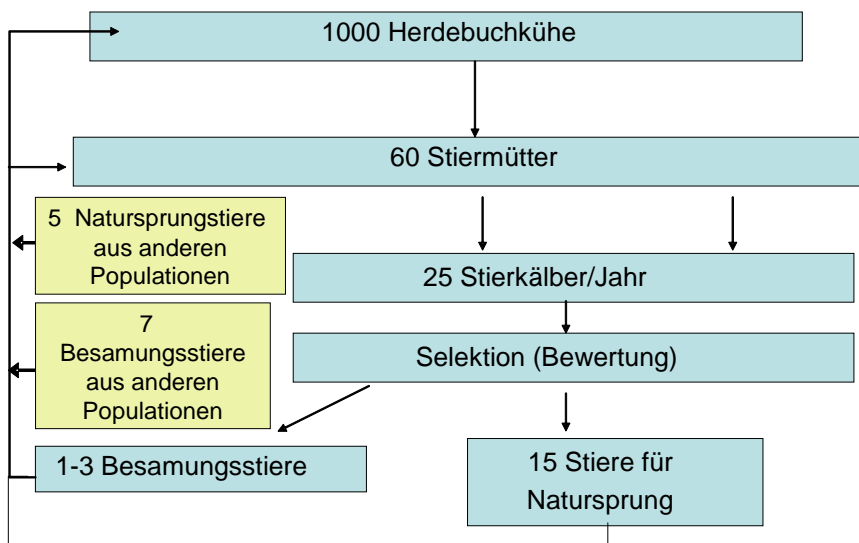 1000 Herdebuchkühe
60 Stiermütter
5 Natursprungstiere
aus anderen
Populationen
25 Stierkälber/Jahr
7
Besamungsstiere
aus anderen
Populationen
Selektion (Bewertung)
1-3 Besamungsstiere
15 Stiere für
Natursprung